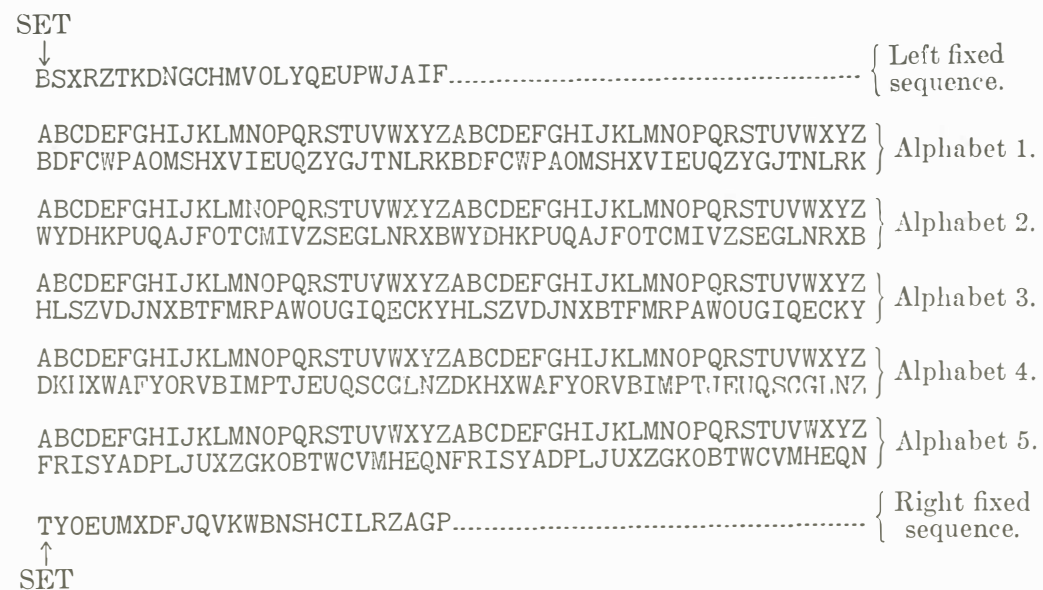 SET
↓
BSXRZTKDNGCHMVOLYQEUPWJAIF................................................ { Left fixed
sequence.
ABCDEFGHIJKLMNOPQRSTUVWXYZABCDEFGHIJKLMNOPQRSTUVWXYZ
BDFCWPAOMSHXVIEUQZYGJTNLRKBDFCWPAOMSHXVIEUQZYGJTNLRK } Alphabet 1.
ABCDEFGHIJKLMNOPQRSTUVWXYZABCDEFGHIJKLMNOPQRSTUVWXYZ
WYDHKPUQAJFOTCMIVZSEGLNRXBWYDHKPUQAJFOTCMIVZSEGLNRXB } Alphabet 2.
ABCDEFGHIJKLMNOPQRSTUVWXYZABCDEFGHIJKLMNOPQRSTUVWXYZ
HLSZVDJNXBTFMRPAWOUGIQECKYHLSZVDJNXBTFMRPAWOUGIQECKY } Alphabet 3.
ABCDEFGHIJKLMNOPQRSTUVWXYZABCDEFGHIJKLMNOPQRSTUVWXYZ
DKHXWAFYORVBIMPTJEUQSCGLNZDKHXWAFYORVBIMPTJEUQSCGLNZ } Alphabet 4.
ABCDEFGHIJKLMNOPQRSTUVWXYZABCDEFGHIJKLMNOPQRSTUVWXYZ
FRISYADPLJUXZGKOBTWCVMHEQNFRISYADPLJUXZGKOBTWCVMHEQN } Alphabet 5.
TYOEUMXDFJQVKWBNSHCILRZAGP................................................ { Right fixed
sequence.
↑
SET